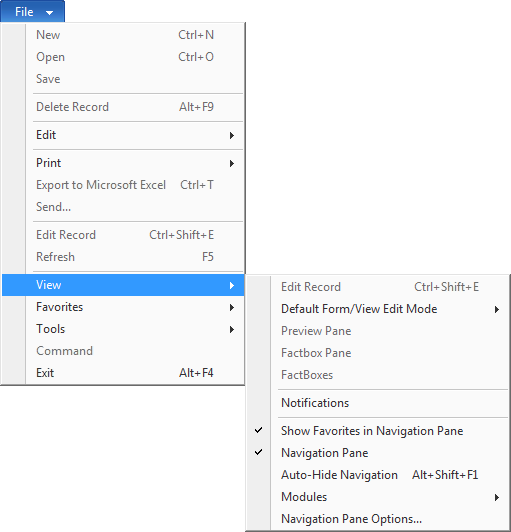 File
New Ctrl+N
Open Ctrl+O
Save
Delete Record Alt+F9
Edit
Print
Export to Microsoft Excel Ctrl+T
Send...
Edit Record Ctrl+Shift+E
Refresh F5
View
Favorites
Tools
Command
Exit Alt+F4
Edit Record Ctrl+Shift+E
Default Form/View Edit Mode
Preview Pane
Factbox Pane
FactBoxes
Notifications
Show Favorites in Navigation Pane
Navigation Pane
Auto-Hide Navigation Alt+Shift+F1
Modules
Navigation Pane Options...